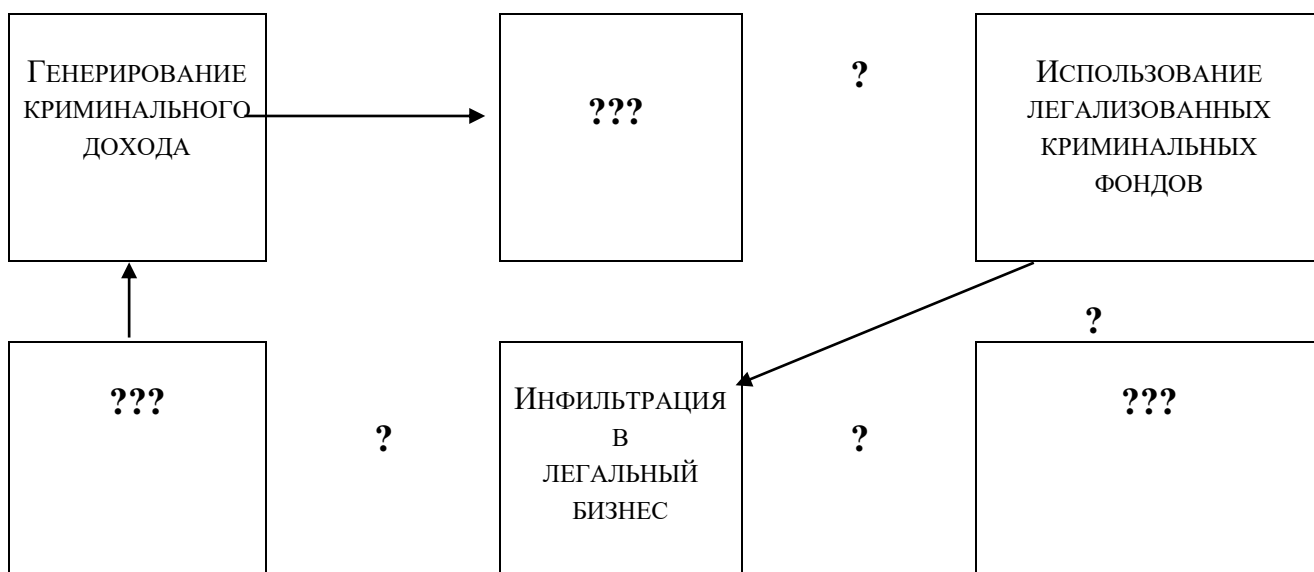 ГЕНЕРИРОВАНИЕ
КРИМИНАЛЬНОГО
ДОХОДА
???
?
ИСПОЛЬЗОВАНИЕ
ЛЕГАЛИЗОВАННЫХ
КРИМИНАЛЬНЫХ
ФОНДОВ
?
???
?
ИНФИЛЬТРАЦИЯ
В
ЛЕГАЛЬНЫЙ
БИЗНЕС
?
???